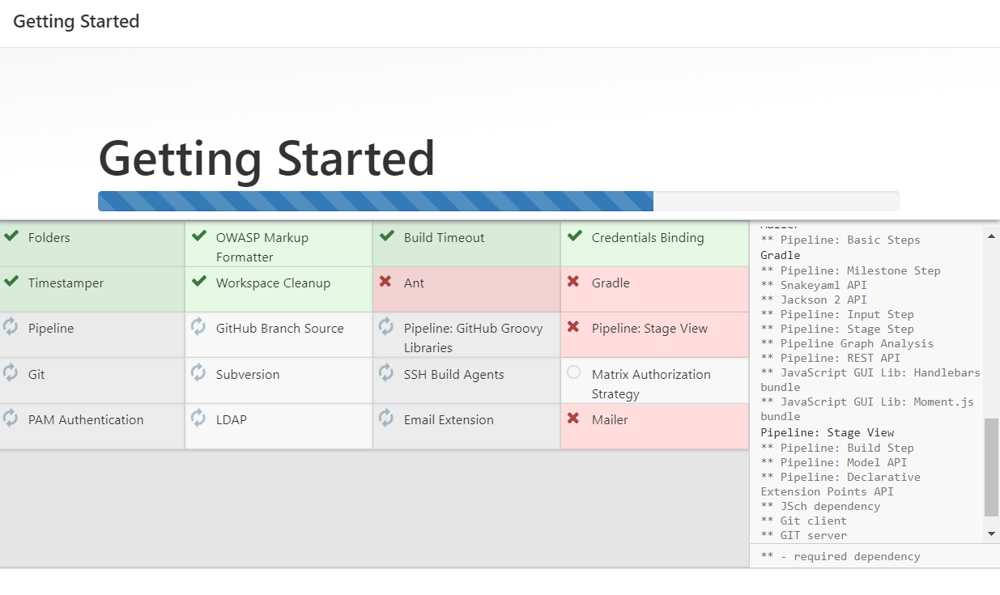 Getting Started
Getting Started
Folders
OWASP Markup
Formatter
Build Timeout
Credentials Binding
Timestamper
Workspace Cleanup
Ant
Gradle
Pipeline
GitHub Branch Source
Pipeline: GitHub Groovy
Libraries
Pipeline: Stage View
Git
Subversion
SSH Build Agents
Matrix Authorization
Strategy
PAM Authentication
LDAP
Email Extension
Mailer
Mailer
** Pipeline: Basic Steps
Gradle
** Pipeline: Milestone Step
** Snakeyaml API
** Jackson 2 API
** Pipeline: Input Step
** Pipeline: Stage Step
** Pipeline Graph Analysis
** Pipeline: REST API
** JavaScript GUI Lib: Handlebars
bundle
** JavaScript GUI Lib: Moment.js
bundle
Pipeline: Stage View
** Pipeline: Build Step
** Pipeline: Model API
** Pipeline: Declarative
Extension Points API
** JSch dependency
** Git client
** GIT server
** - required dependency